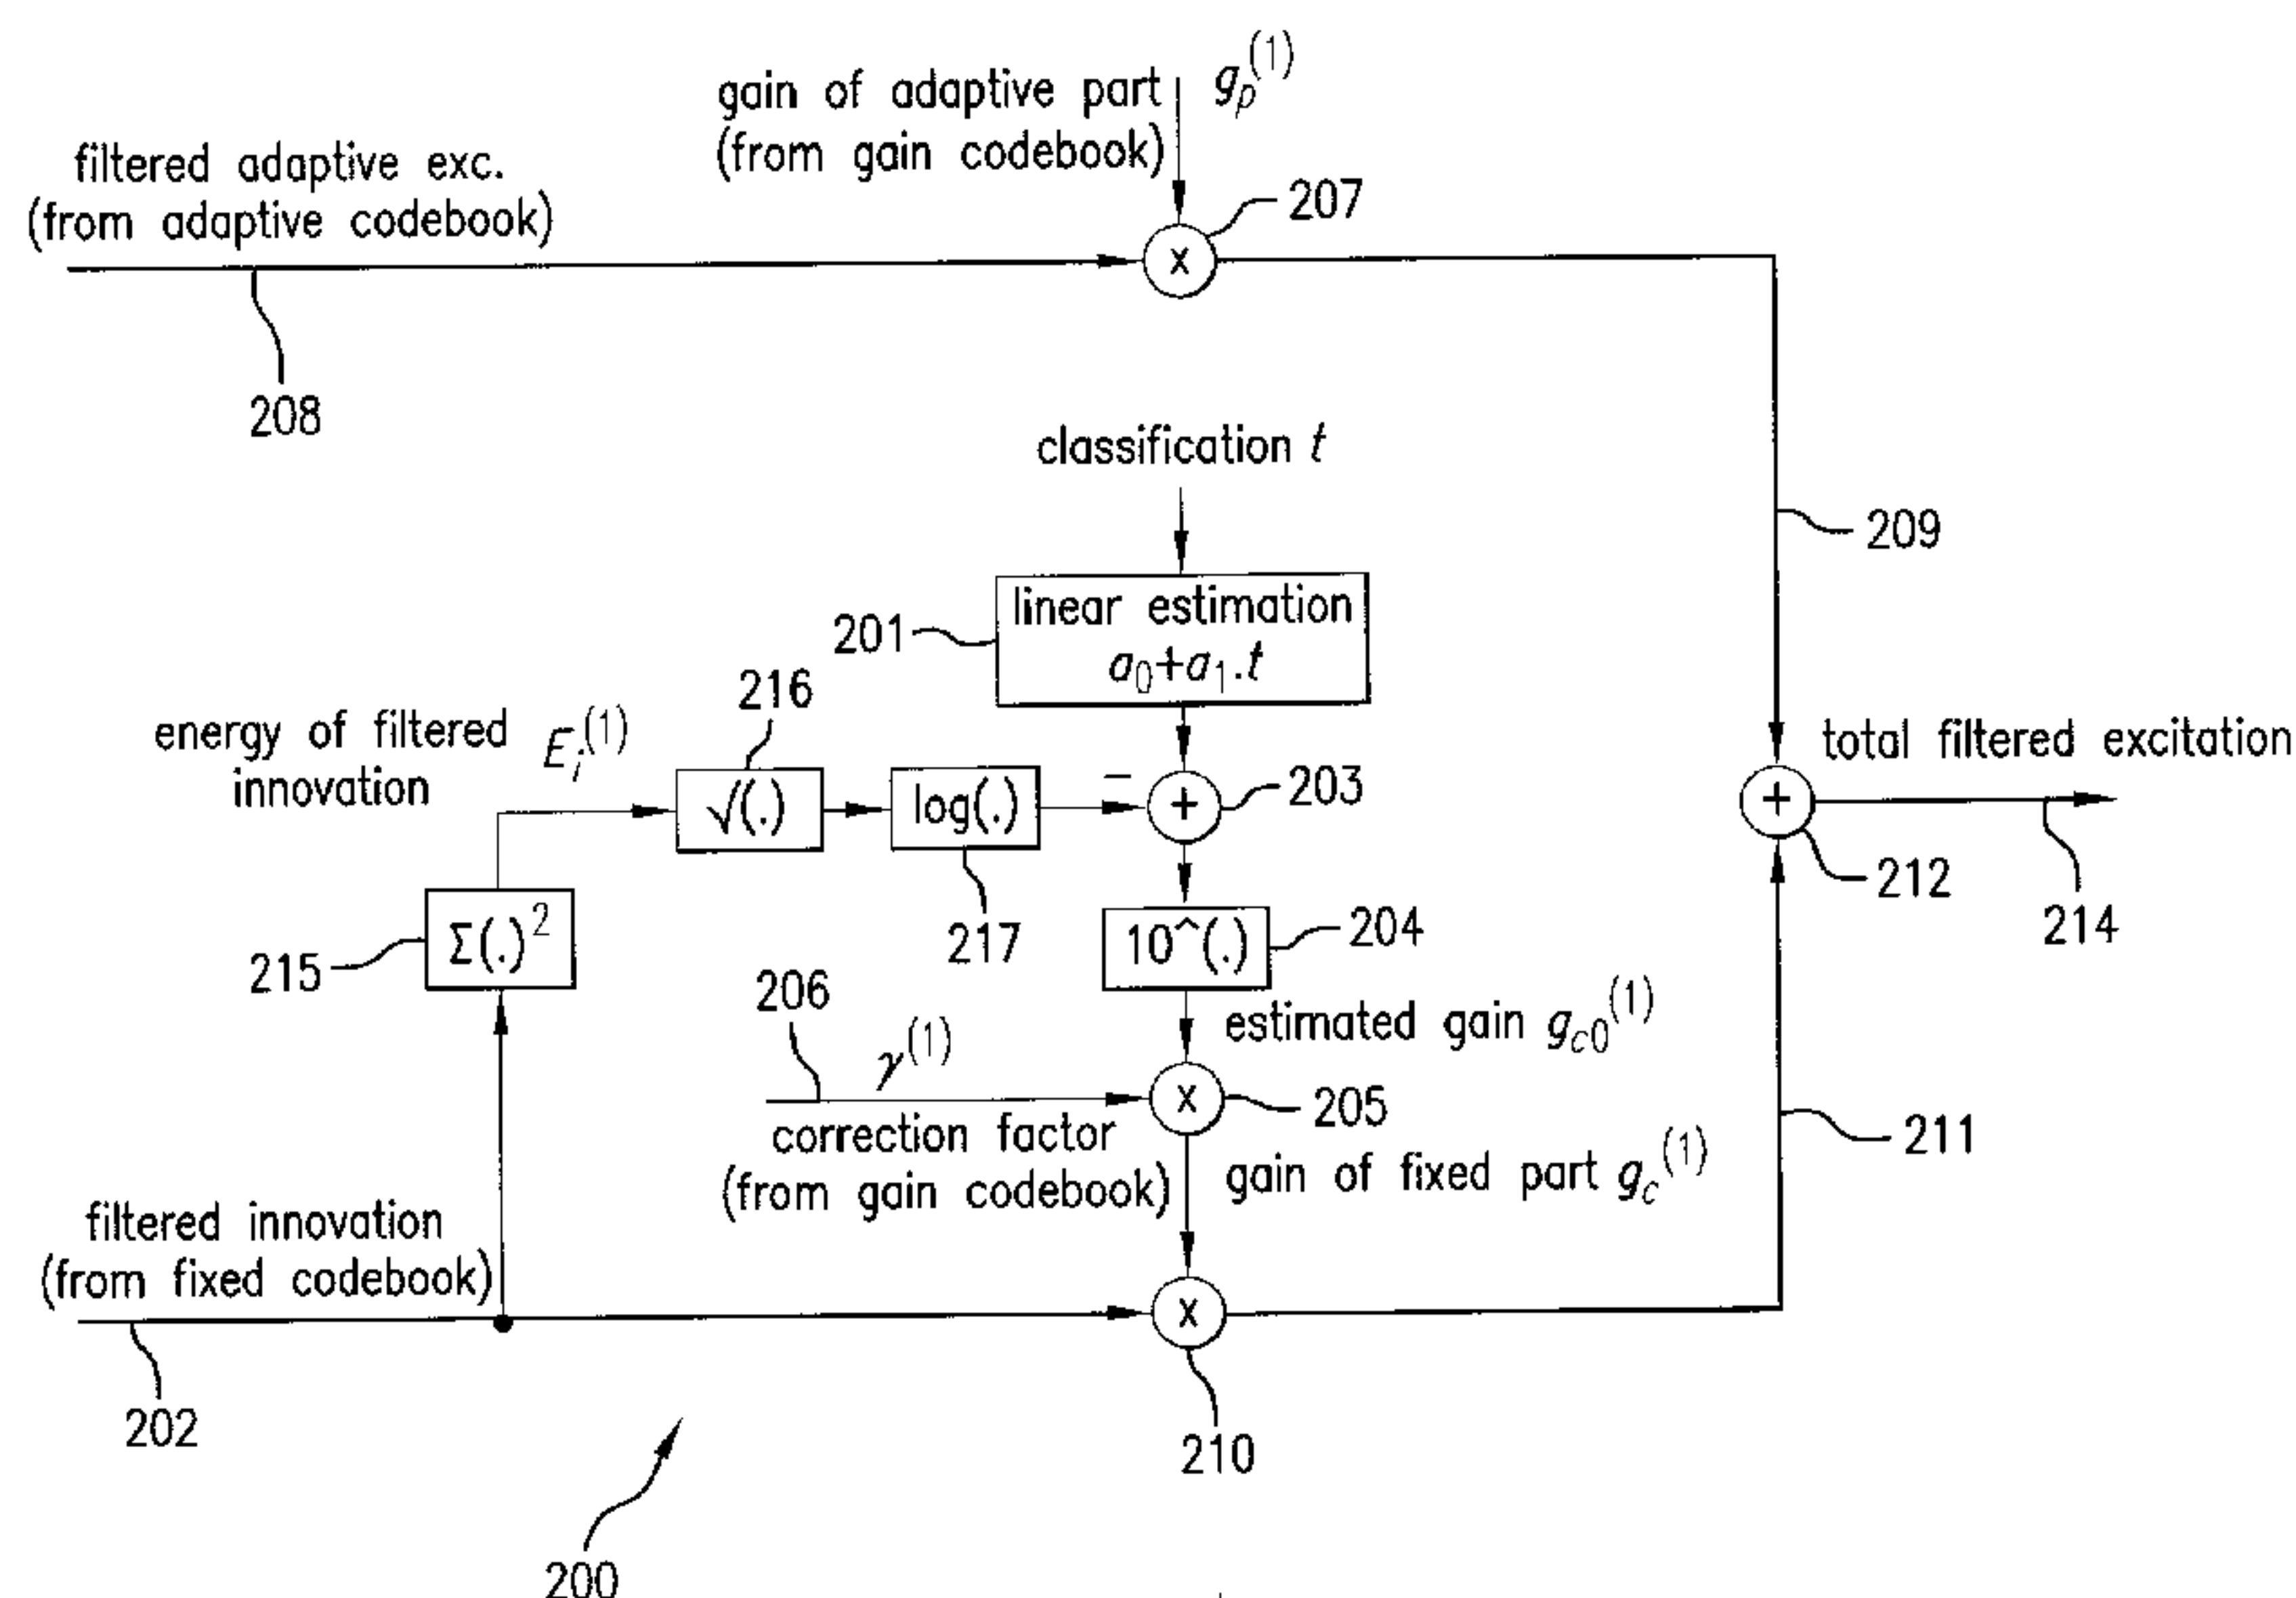 gain of adaptive part
(from gain codebook)
g_p^(1)
filtered adaptive exc.
(from adaptive codebook)
207
x
208
classification t
209
linear estimation
a_0+a_1.t
201
216
energy of filtered
innovation
E_i^(1)
√(.)
log(.)
−
+
203
total filtered excitation
+
212
214
Σ(.)^2
215
217
10^(.)
204
206
γ^(1)
estimated gain g_c0^(1)
x
205
correction factor
(from gain codebook)
gain of fixed part g_c^(1)
211
filtered innovation
(from fixed codebook)
x
202
210
200